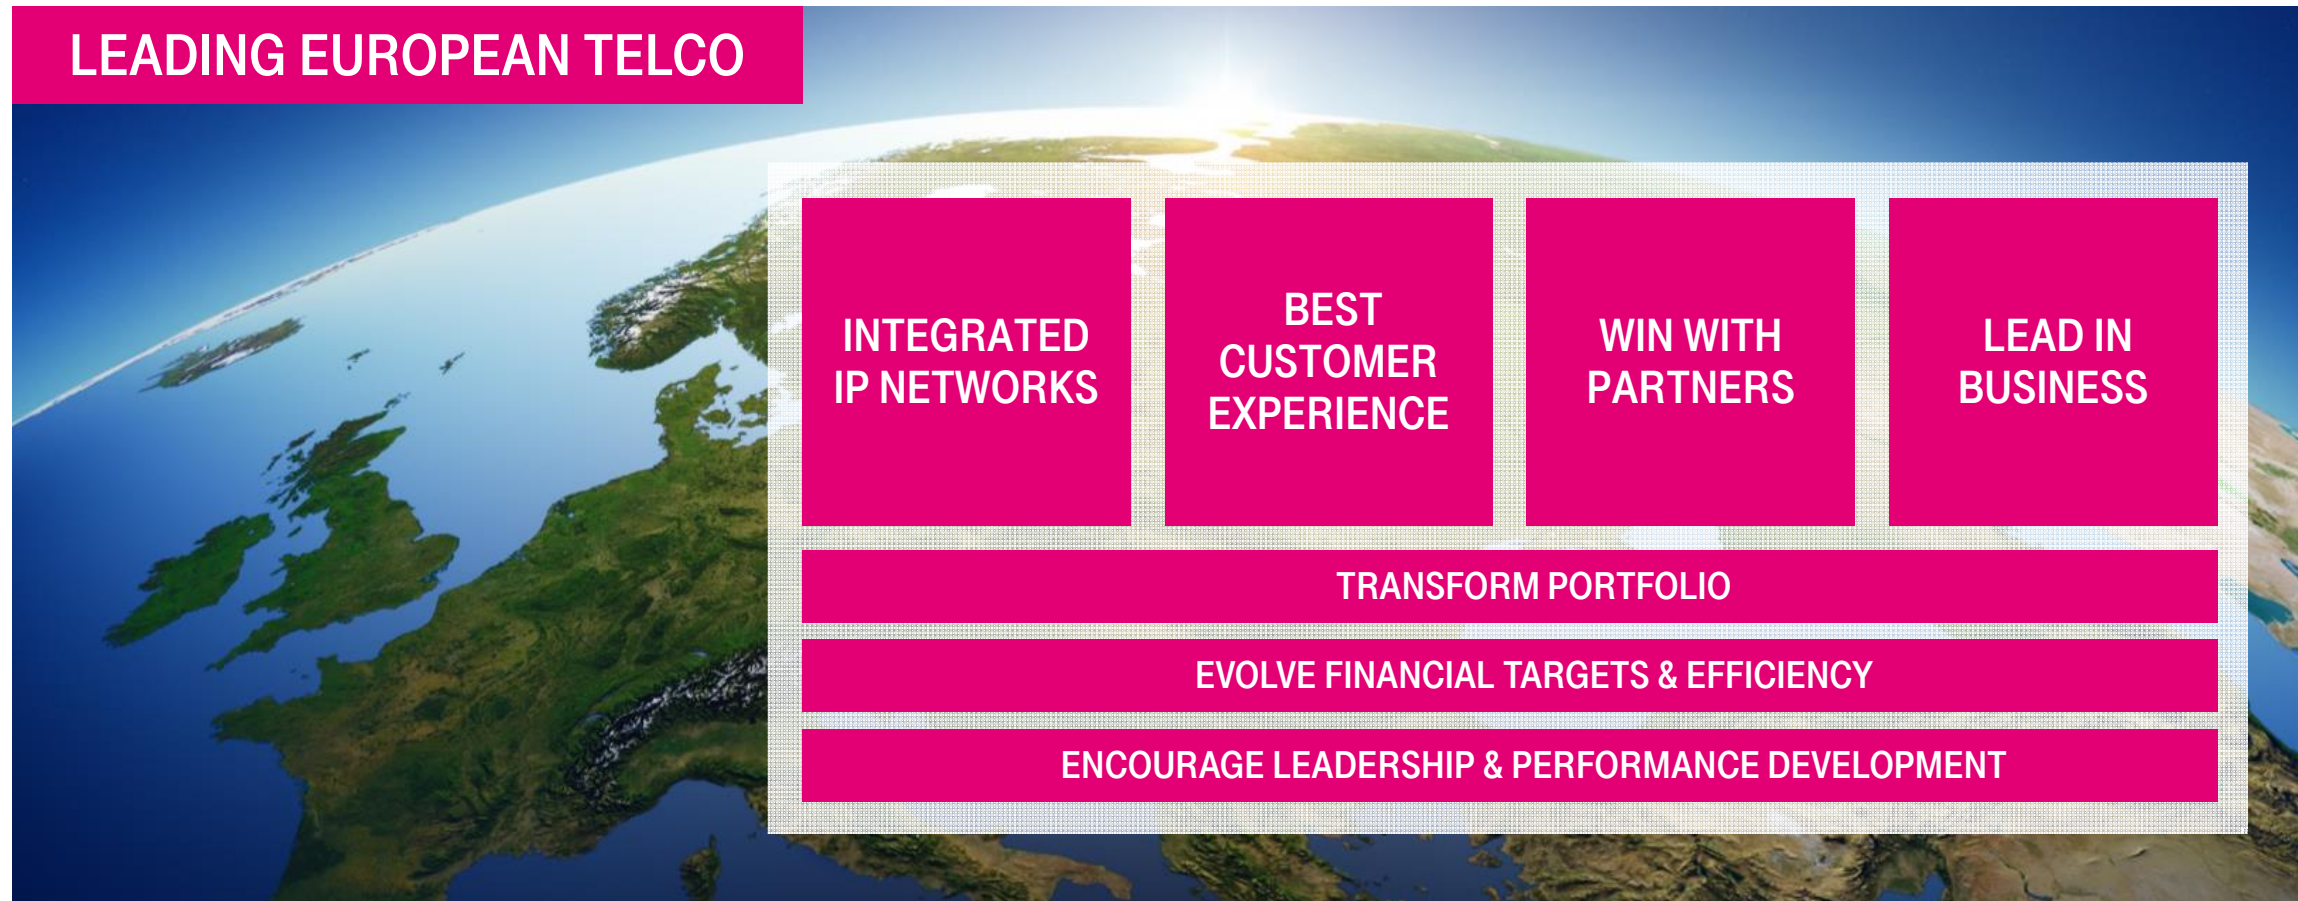 LEADING EUROPEAN TELCO
INTEGRATED
IP NETWORKS
BEST
CUSTOMER
EXPERIENCE
WIN WITH
PARTNERS
LEAD IN
BUSINESS
TRANSFORM PORTFOLIO
EVOLVE FINANCIAL TARGETS & EFFICIENCY
ENCOURAGE LEADERSHIP & PERFORMANCE DEVELOPMENT